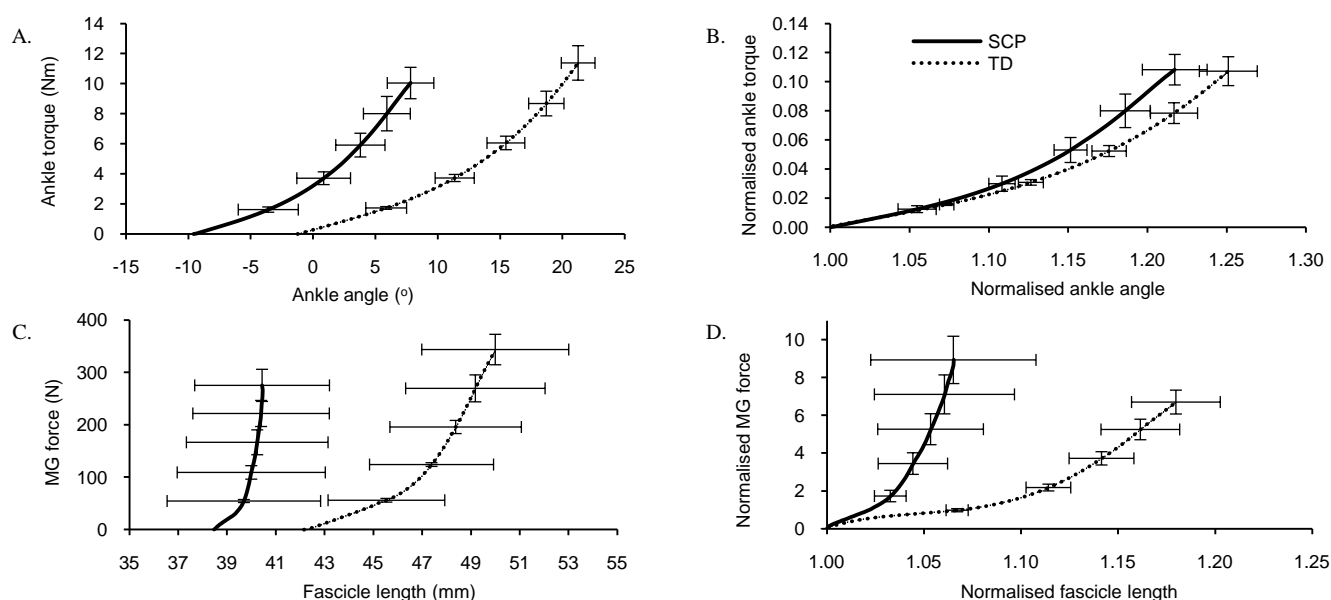 A.
Ankle torque (Nm)
14
12
10
8
6
4
2
0
-15 -10 -5 0 5 10 15 20 25
Ankle angle (o)
B.
Normalised ankle torque
0.12
0.10
0.08
0.06
0.04
0.02
0.00
SCP
TD
1.00 1.05 1.10 1.15 1.20 1.25 1.30
Normalised ankle angle
C.
MG force (N)
400
300
200
100
0
35 37 39 41 43 45 47 49 51 53 55
Fascicle length (mm)
D.
Normalised MG force
10
8
6
4
2
0
1.00 1.05 1.10 1.15 1.20 1.25
Normalised fascicle length